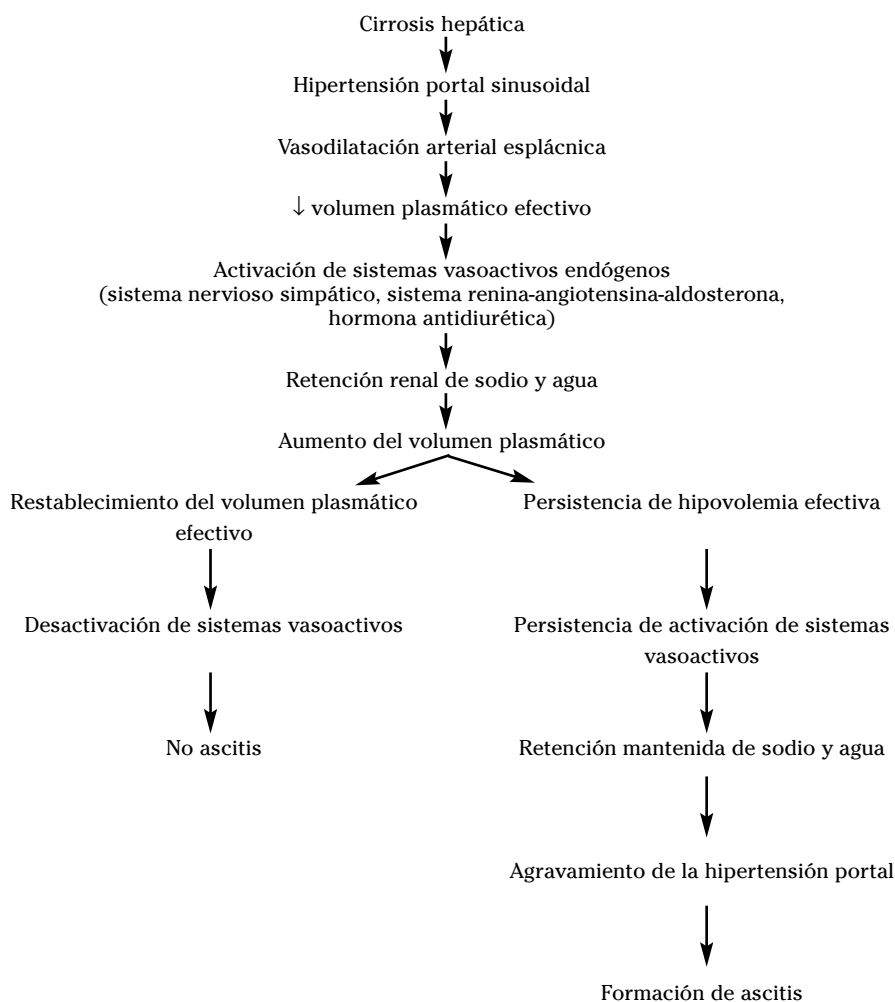 Cirrosis hepática
Hipertensión portal sinusoidal
Vasodilatación arterial esplácnica
↓ volumen plasmático efectivo
Activación de sistemas vasoactivos endógenos
(sistema nervioso simpático, sistema renina-angiotensina-aldosterona,
hormona antidiurética)
Retención renal de sodio y agua
Aumento del volumen plasmático
Restablecimiento del volumen plasmático
efectivo
Desactivación de sistemas vasoactivos
No ascitis
Persistencia de hipovolemia efectiva
Persistencia de activación de sistemas
vasoactivos
Retención mantenida de sodio y agua
Agravamiento de la hipertensión portal
Formación de ascitis